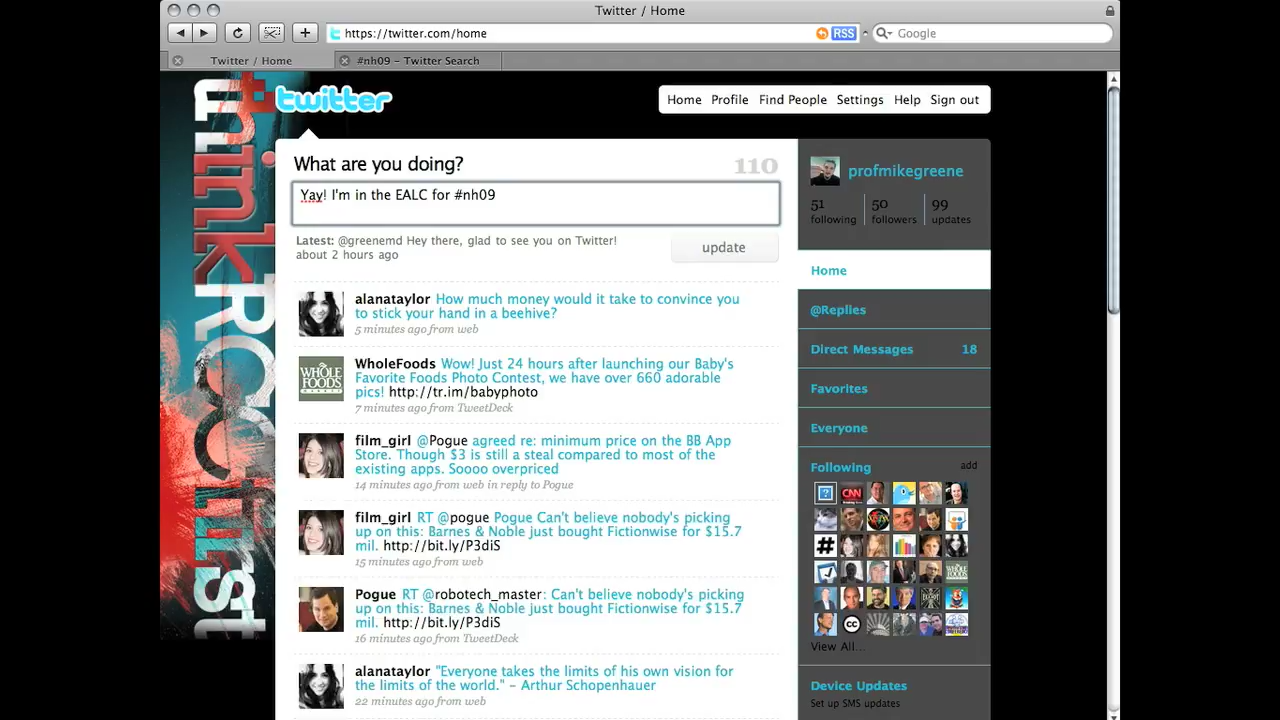 Twitter / Home
https://twitter.com/home
RSS
Google
Twitter / Home
#nh09 – Twitter Search
twitter
Home Profile Find People Settings Help Sign out
What are you doing?
110
Yay! I'm in the EALC for #nh09
Latest: @greenemd Hey there, glad to see you on Twitter!
about 2 hours ago
update
alanataylor How much money would it take to convince you
to stick your hand in a beehive?
5 minutes ago from web
WHOLE
FOODS
WholeFoods Wow! Just 24 hours after launching our Baby's
Favorite Foods Photo Contest, we have over 660 adorable
pics! http://tr.im/babyphoto
7 minutes ago from TweetDeck
film_girl @Pogue agreed re: minimum price on the BB App
Store. Though $3 is still a steal compared to most of the
existing apps. Soooo overpriced
14 minutes ago from web in reply to Pogue
film_girl RT @pogue Pogue Can't believe nobody's picking
up on this: Barnes & Noble just bought Fictionwise for $15.7
mil. http://bit.ly/P3diS
15 minutes ago from web
Pogue RT @robotech_master: Can't believe nobody's picking
up on this: Barnes & Noble just bought Fictionwise for $15.7
mil. http://bit.ly/P3diS
16 minutes ago from TweetDeck
alanataylor "Everyone takes the limits of his own vision for
the limits of the world." – Arthur Schopenhauer
22 minutes ago from web
profmikegreene
51 50 99
following followers updates
Home
@Replies
Direct Messages 18
Favorites
Everyone
Following add
?
CNN
#
cc
View All...
Device Updates
Set up SMS updates